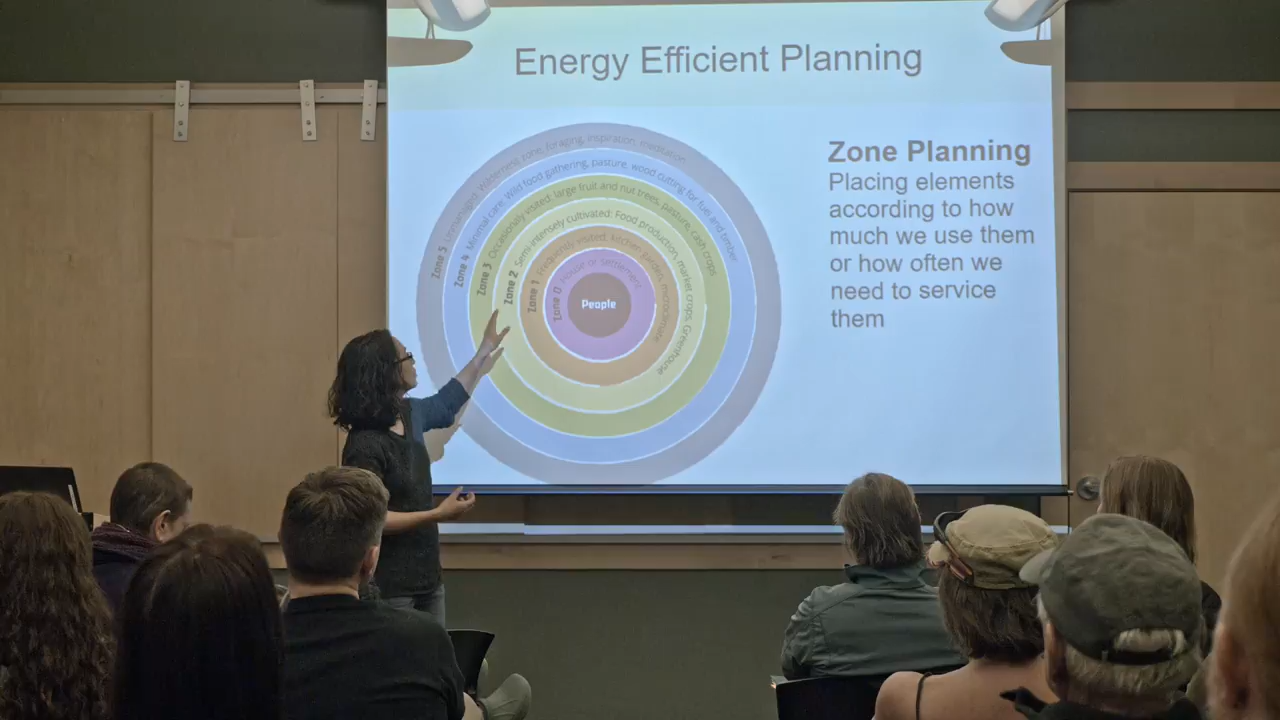 Energy Efficient Planning
Zone Planning
Placing elements
according to how
much we use them
or how often we
need to service
them
Zone 5 Unmanaged: Wilderness zone, foraging, inspiration, meditation
Zone 4 Minimal care: Wild food gathering, pasture, wood cutting for fuel and timber
Zone 3 Occasionally visited: large fruit and nut trees, pasture, cash crops
Zone 2 Semi-intensely cultivated: Food production, market crops, Greenhouse
Zone 1 Frequently visited: kitchen garden, microclimate
Zone 0 House or settlement
People